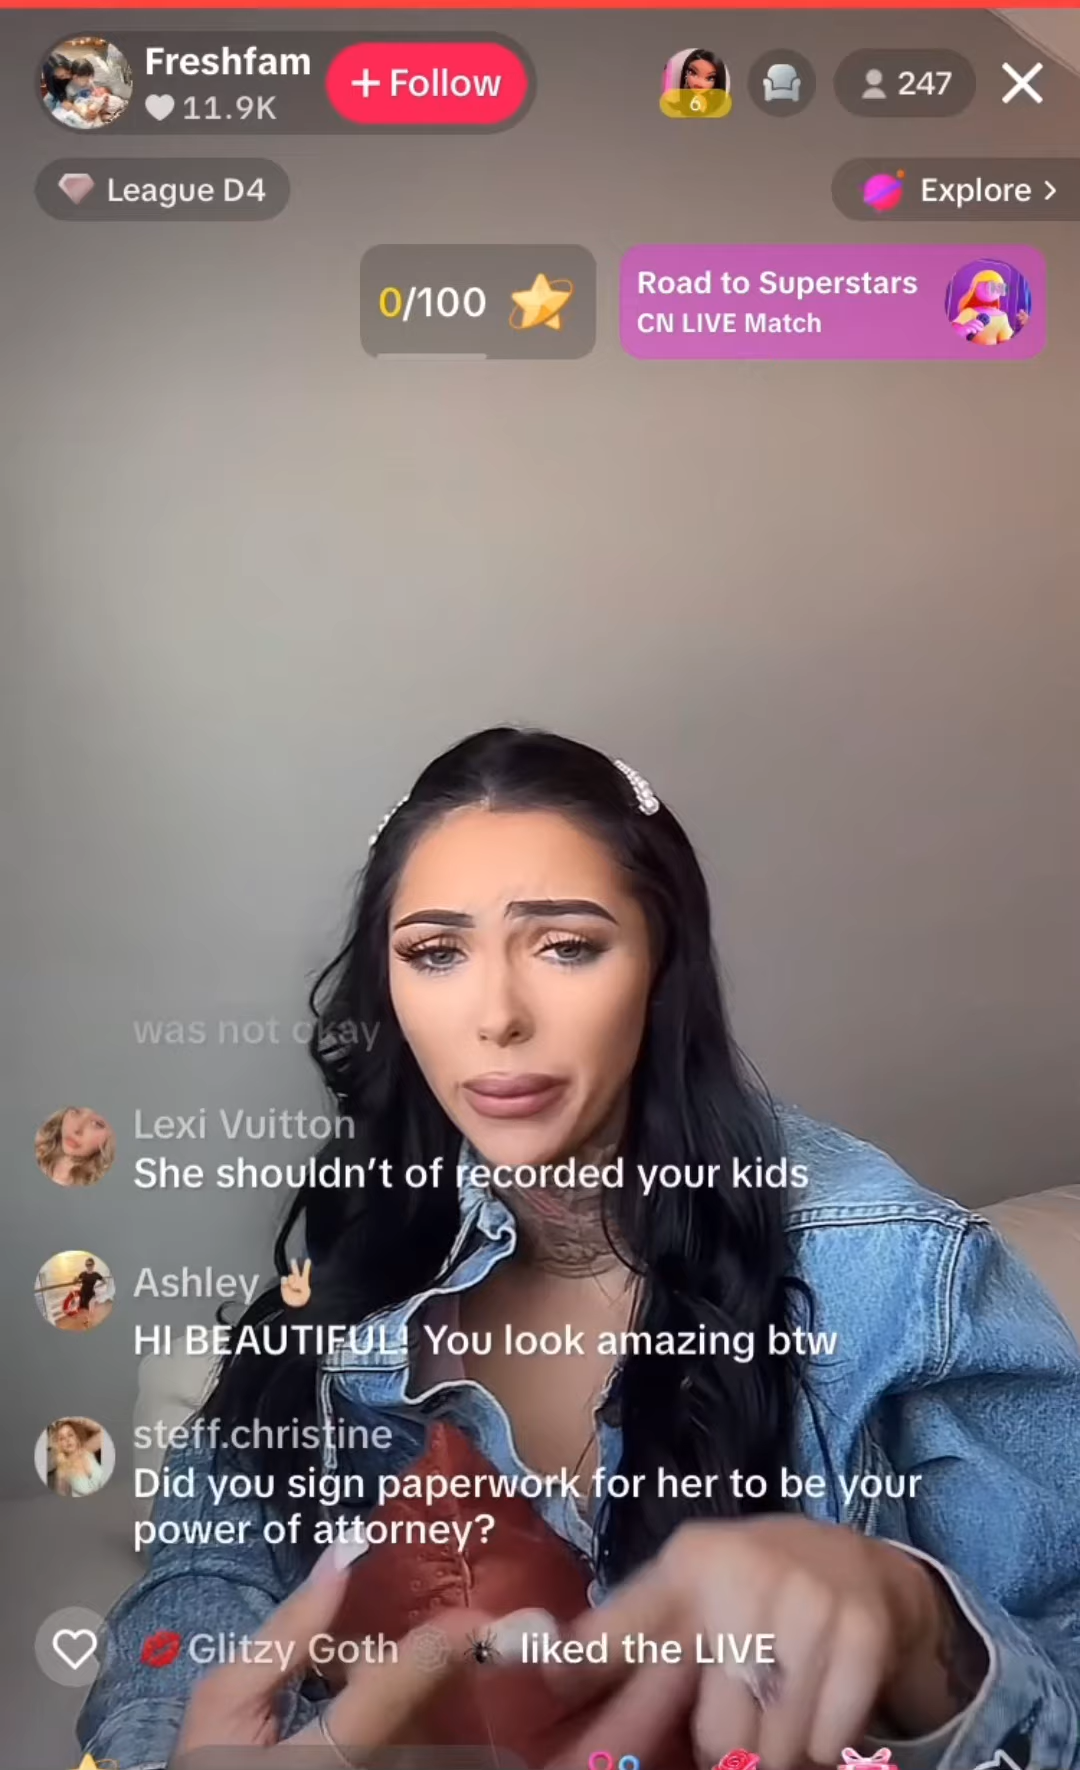 Freshfam
11.9K
+ Follow
6
247
League D4
Explore >
0/100
Road to Superstars
CN LIVE Match
was not okay
Lexi Vuitton
She shouldn't of recorded your kids
Ashley ✌🏼
HI BEAUTIFUL! You look amazing btw
steff.christine
Did you sign paperwork for her to be your
power of attorney?
💋Glitzy Goth🕸️🕷️ liked the LIVE